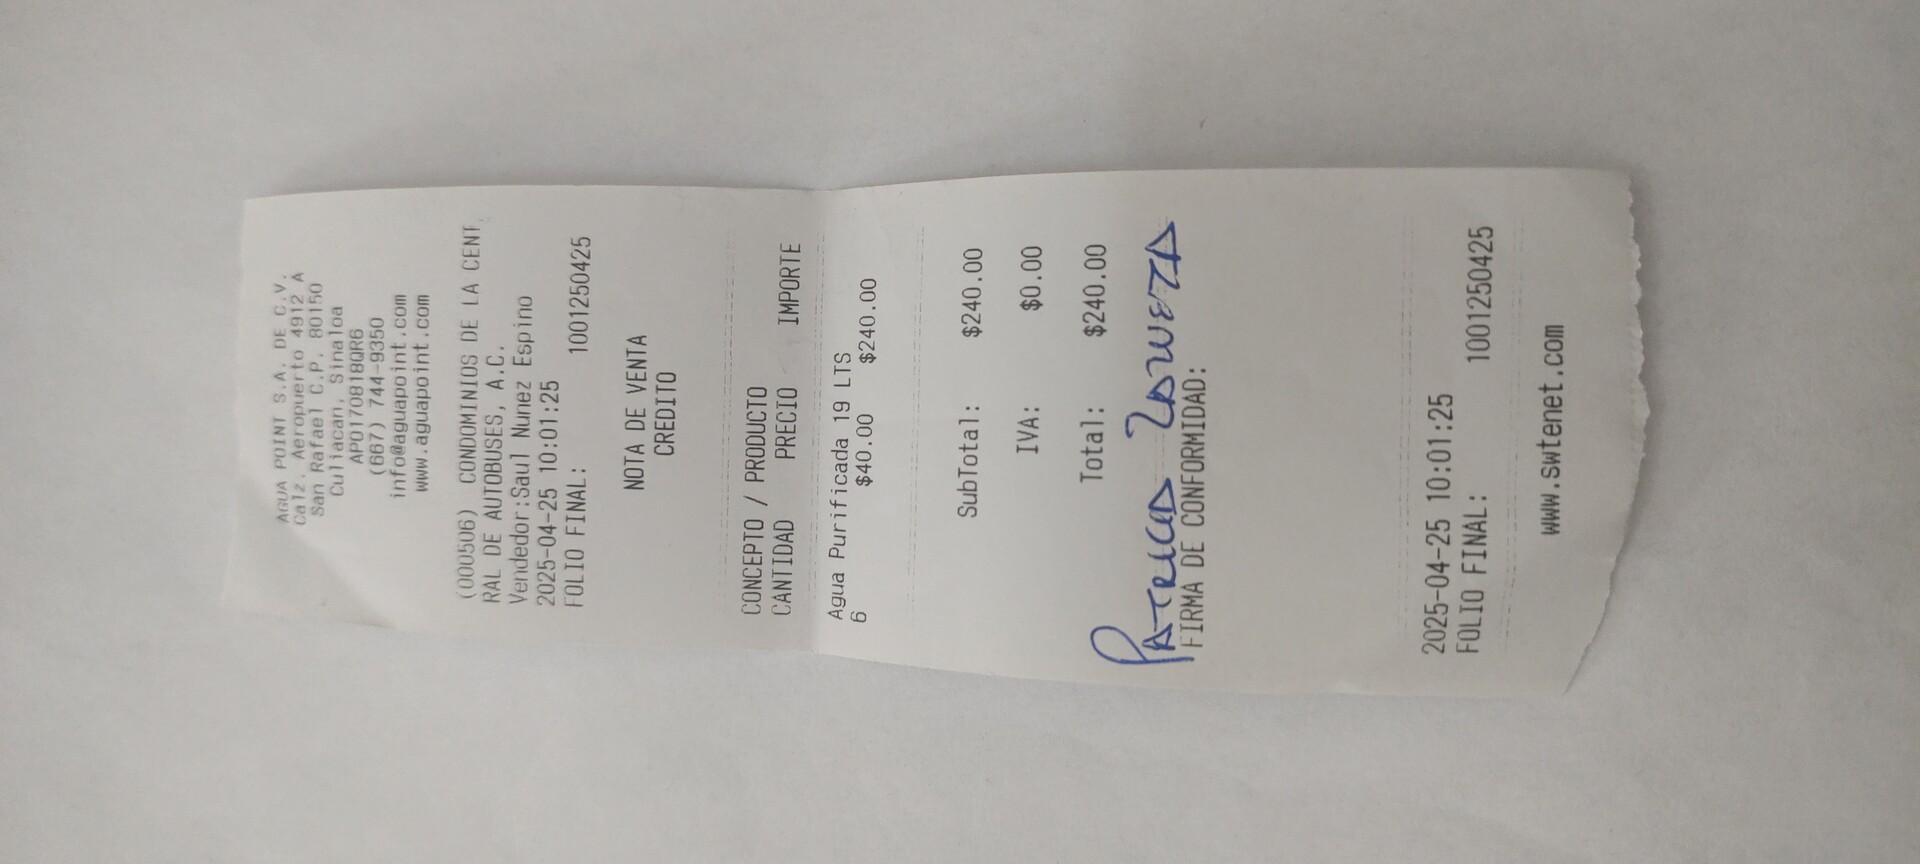 AGUA POINT S.A. DE C.V.
Calz. Aeropuerto 4912 A
San Rafael C.P. 80150
Culiacan, Sinaloa
APO170818QR6
(667) 744-9350
info@aguapoint.com
www.aguapoint.com
(000506) CONDOMINIOS DE LA CENT
RAL DE AUTOBUSES, A.C.
Vendedor:Saul Nunez Espino
2025-04-25 10:01:25
FOLIO FINAL: 1001250425
NOTA DE VENTA
CREDITO
CONCEPTO / PRODUCTO
CANTIDAD PRECIO IMPORTE
Agua Purificada 19 LTS
6 $40.00 $240.00
SubTotal: $240.00
IVA: $0.00
Total: $240.00
PATRICIA
FIRMA DE CONFORMIDAD:
2025-04-25 10:01:25
FOLIO FINAL: 1001250425
www.swtenet.com